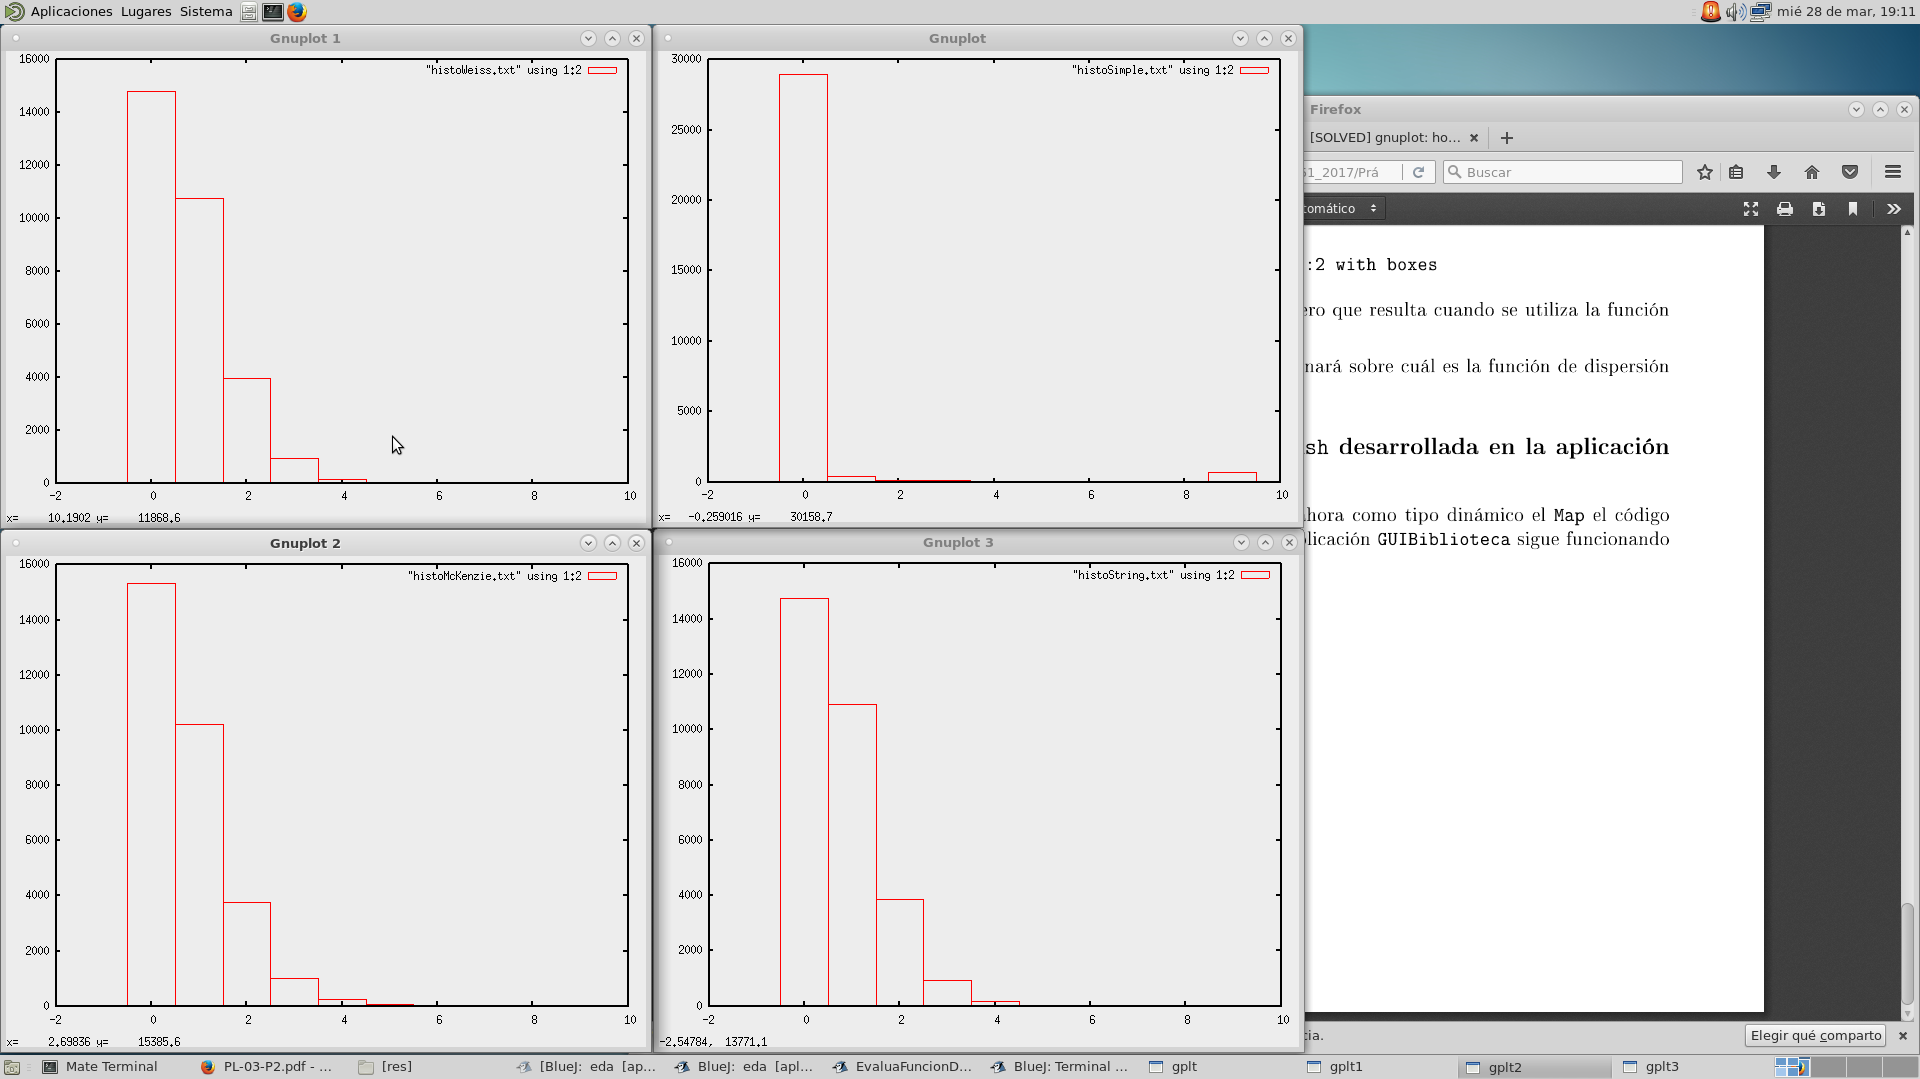 Aplicaciones Lugares Sistema
mié 28 de mar, 19:11
Gnuplot 1
"histoWeiss.txt" using 1:2
16000
14000
12000
10000
8000
6000
4000
2000
0
-2 0 2 4 6 8 10
x= 10.1902 y= 11868.6
Gnuplot
"histoSimple.txt" using 1:2
30000
25000
20000
15000
10000
5000
0
-2 0 2 4 6 8 10
x= -0.259016 y= 30158.7
Gnuplot 2
"histoMcKenzie.txt" using 1:2
16000
14000
12000
10000
8000
6000
4000
2000
0
-2 0 2 4 6 8 10
x= 2.69836 y= 15385.6
Gnuplot 3
"histoString.txt" using 1:2
16000
14000
12000
10000
8000
6000
4000
2000
0
-2 0 2 4 6 8 10
-2.54784, 13771.1
Firefox
[SOLVED] gnuplot: ho...
51_2017/Prá
Buscar
tomático
:2 with boxes
ero que resulta cuando se utiliza la función
nará sobre cuál es la función de dispersión
sh desarrollada en la aplicación
ahora como tipo dinámico el Map el código
plicación GUIBiblioteca sigue funcionando
cia.
Elegir qué comparto
Mate Terminal
PL-03-P2.pdf - ...
[res]
[BlueJ: eda [ap...
BlueJ: eda [apl...
EvaluaFuncionD...
BlueJ: Terminal ...
gplt
gplt1
gplt2
gplt3